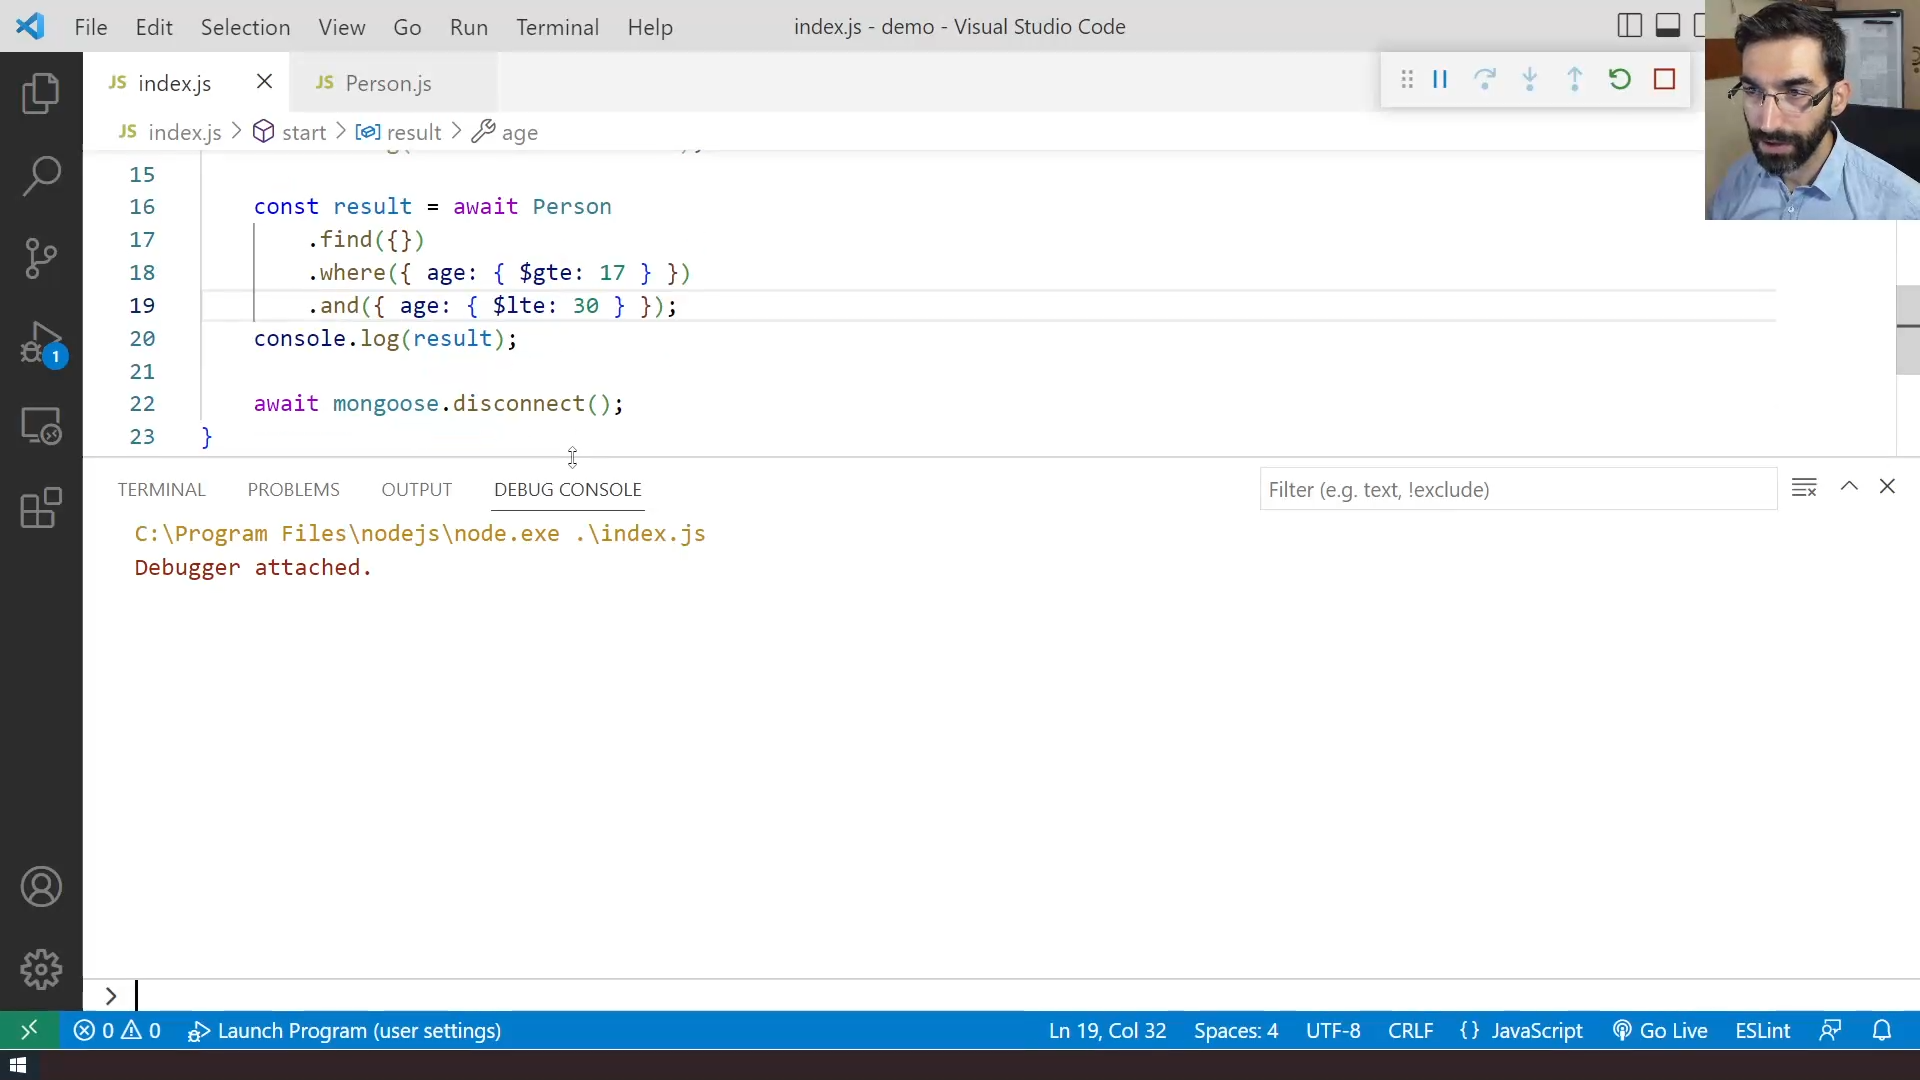 File Edit Selection View Go Run Terminal Help index.js - demo - Visual Studio Code
JS index.js JS Person.js
JS index.js > start > result > age
15
16 const result = await Person
17 .find({})
18 .where({ age: { $gte: 17 } })
19 .and({ age: { $lte: 30 } });
20 console.log(result);
21
22 await mongoose.disconnect();
23 }
1
TERMINAL PROBLEMS OUTPUT DEBUG CONSOLE Filter (e.g. text, !exclude)
C:\Program Files\nodejs\node.exe .\index.js
Debugger attached.
>
0 0 Launch Program (user settings) Ln 19, Col 32 Spaces: 4 UTF-8 CRLF {} JavaScript Go Live ESLint